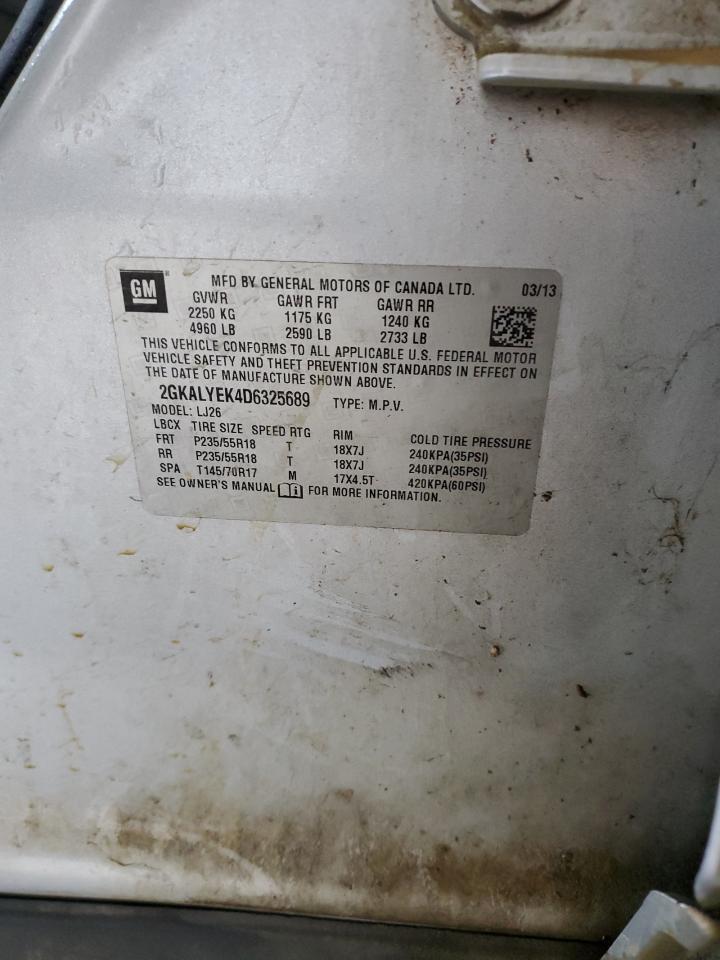 GM ®
MFD BY GENERAL MOTORS OF CANADA LTD. 03/13
GVWR GAWR FRT GAWR RR
2250 KG 1175 KG 1240 KG
4960 LB 2590 LB 2733 LB
THIS VEHICLE CONFORMS TO ALL APPLICABLE U.S. FEDERAL MOTOR
VEHICLE SAFETY AND THEFT PREVENTION STANDARDS IN EFFECT ON
THE DATE OF MANUFACTURE SHOWN ABOVE.
2GKALYEK4D6325689 TYPE: M.P.V.
MODEL: LJ26
LBCX TIRE SIZE SPEED RTG RIM COLD TIRE PRESSURE
FRT P235/55R18 T 18X7J 240KPA(35PSI)
RR P235/55R18 T 18X7J 240KPA(35PSI)
SPA T145/70R17 M 17X4.5T 420KPA(60PSI)
SEE OWNER'S MANUAL FOR MORE INFORMATION.